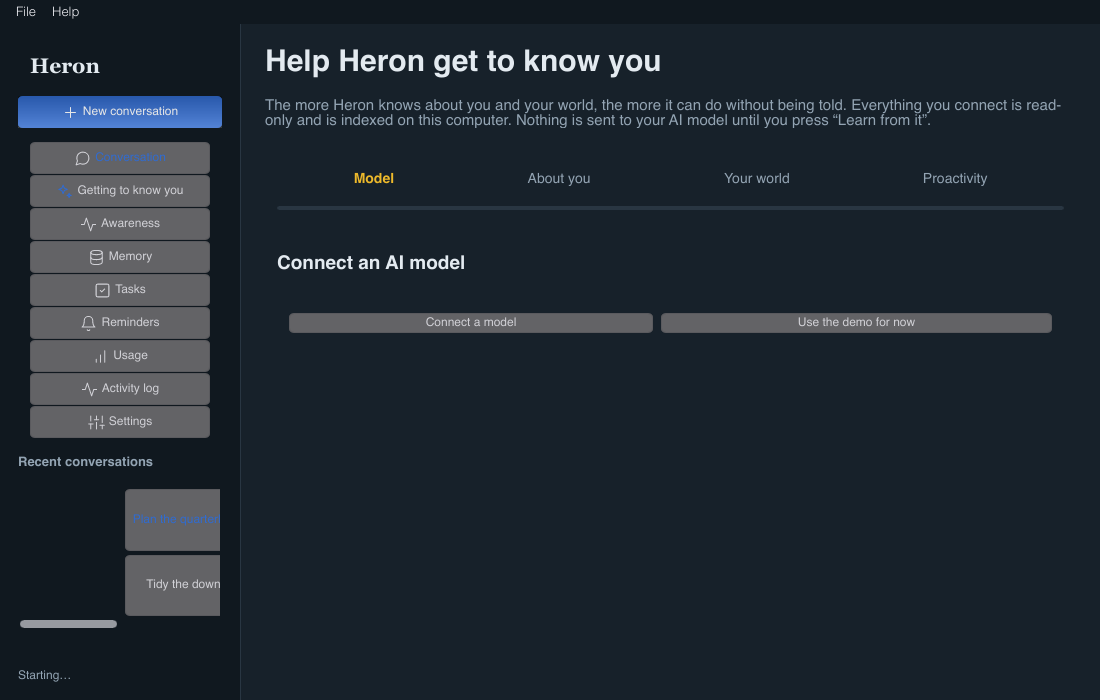 File Help
Heron
New conversation
Conversation
Getting to know you
Awareness
Memory
Tasks
Reminders
Usage
Activity log
Settings
Recent conversations
Tidy the down
Starting…
Help Heron get to know you
The more Heron knows about you and your world, the more it can do without being told. Everything you connect is read-
only and is indexed on this computer. Nothing is sent to your AI model until you press “Learn from it”.
Model About you Your world Proactivity
Connect an AI model
Connect a model Use the demo for now